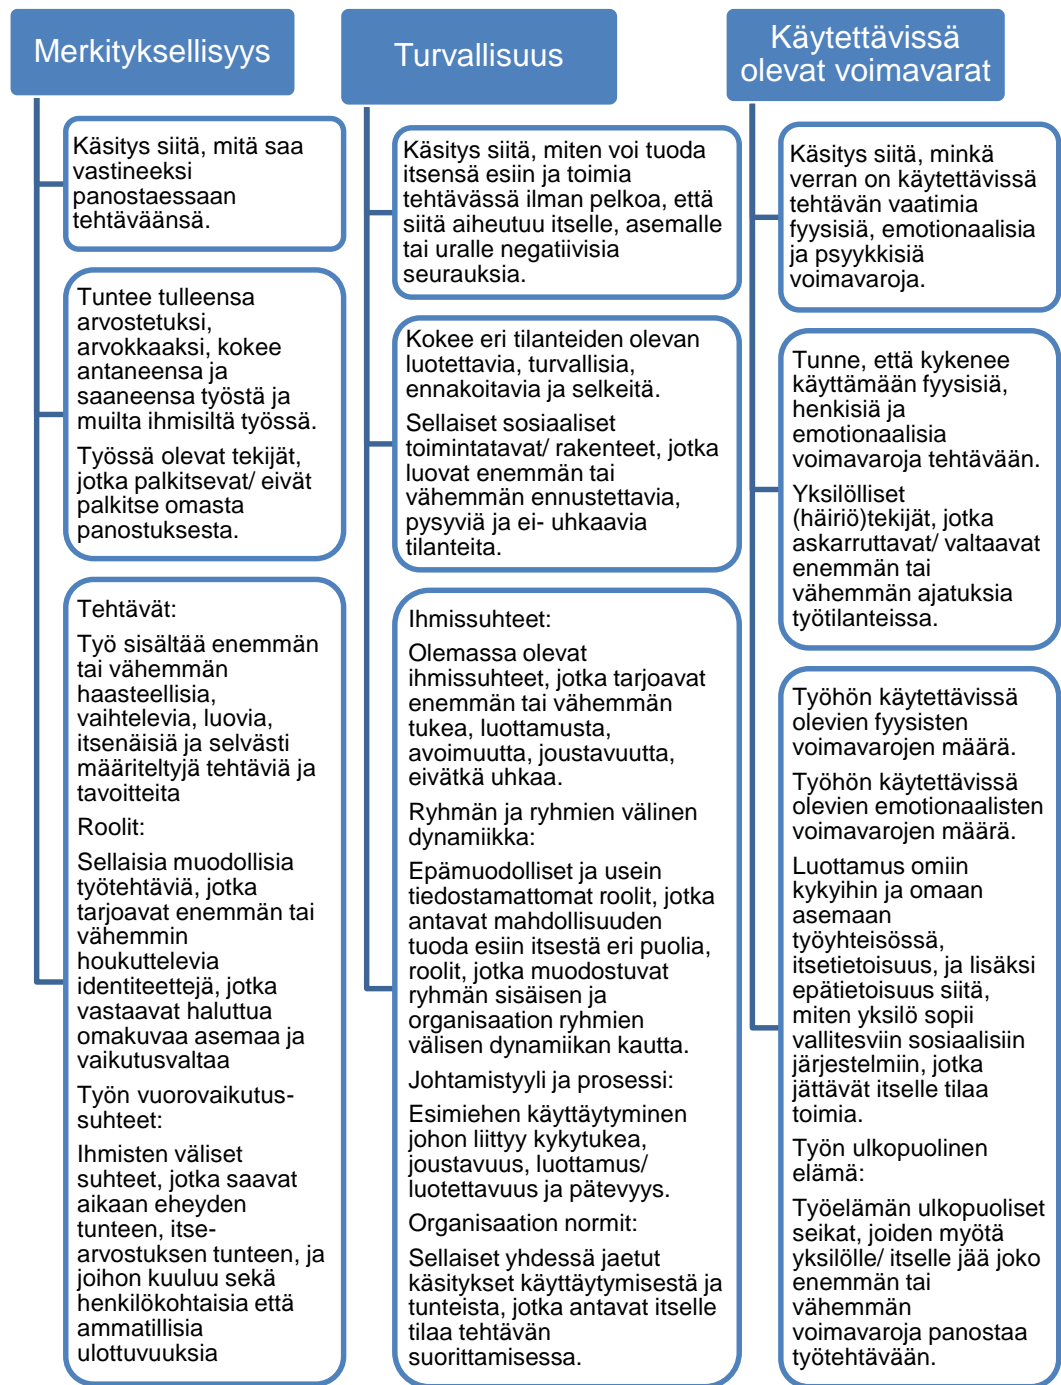 Merkityksellisyys
Käsitys siitä, mitä saa
vastineeksi
panostaessaan
tehtäväänsä.
Tuntee tulleensa
arvostetuksi,
arvokkaaksi, kokee
antaneensa ja
saaneensa työstä ja
muilta ihmisiltä työssä.
Työssä olevat tekijät,
jotka palkitsevat/ eivät
palkitse omasta
panostuksesta.
Tehtävät:
Työ sisältää enemmän
tai vähemmän
haasteellisia,
vaihtelevia, luovia,
itsenäisiä ja selvästi
määriteltyjä tehtäviä ja
tavoitteita
Roolit:
Sellaisia muodollisia
työtehtäviä, jotka
tarjoavat enemmän tai
vähemmin
houkuttelevia
identiteettejä, jotka
vastaavat haluttua
omakuvaa asemaa ja
vaikutusvaltaa
Työn vuorovaikutus-
suhteet:
Ihmisten väliset
suhteet, jotka saavat
aikaan eheyden
tunteen, itse-
arvostuksen tunteen, ja
joihon kuuluu sekä
henkilökohtaisia että
ammatillisia
ulottuvuuksia
Turvallisuus
Käsitys siitä, miten voi tuoda
itsensä esiin ja toimia
tehtävässä ilman pelkoa, että
siitä aiheutuu itselle, asemalle
tai uralle negatiivisia
seurauksia.
Kokee eri tilanteiden olevan
luotettavia, turvallisia,
ennakoitavia ja selkeitä.
Sellaiset sosiaaliset
toimintatavat/ rakenteet, jotka
luovat enemmän tai
vähemmän ennustettavia,
pysyviä ja ei- uhkaavia
tilanteita.
Ihmissuhteet:
Olemassa olevat
ihmissuhteet, jotka tarjoavat
enemmän tai vähemmän
tukea, luottamusta,
avoimuutta, joustavuutta,
eivätkä uhkaa.
Ryhmän ja ryhmien välinen
dynamiikka:
Epämuodolliset ja usein
tiedostamattomat roolit, jotka
antavat mahdollisuuden
tuoda esiin itsestä eri puolia,
roolit, jotka muodostuvat
ryhmän sisäisen ja
organisaation ryhmien
välisen dynamiikan kautta.
Johtamistyyli ja prosessi:
Esimiehen käyttäytyminen
johon liittyy kykytukea,
joustavuus, luottamus/
luotettavuus ja pätevyys.
Organisaation normit:
Sellaiset yhdessä jaetut
käsitykset käyttäytymisestä ja
tunteista, jotka antavat itselle
tilaa tehtävän
suorittamisessa.
Käytettävissä
olevat voimavarat
Käsitys siitä, minkä
verran on käytettävissä
tehtävän vaatimia
fyysisiä, emotionaalisia
ja psyykkisiä
voimavaroja.
Tunne, että kykenee
käyttämään fyysisiä,
henkisiä ja
emotionaalisia
voimavaroja tehtävään.
Yksilölliset
(häiriö)tekijät, jotka
askarruttavat/ valtaavat
enemmän tai
vähemmän ajatuksia
työtilanteissa.
Työhön käytettävissä
olevien fyysisten
voimavarojen määrä.
Työhön käytettävissä
olevien emotionaalisten
voimavarojen määrä.
Luottamus omiin
kykyihin ja omaan
asemaan
työyhteisössä,
itsetietoisuus, ja lisäksi
epätietoisuus siitä,
miten yksilö sopii
vallitesviin sosiaalisiin
järjestelmiin, jotka
jättävät itselle tilaa
toimia.
Työn ulkopuolinen
elämä:
Työelämän ulkopuoliset
seikat, joiden myötä
yksilölle/ itselle jää joko
enemmän tai
vähemmän
voimavaroja panostaa
työtehtävään.